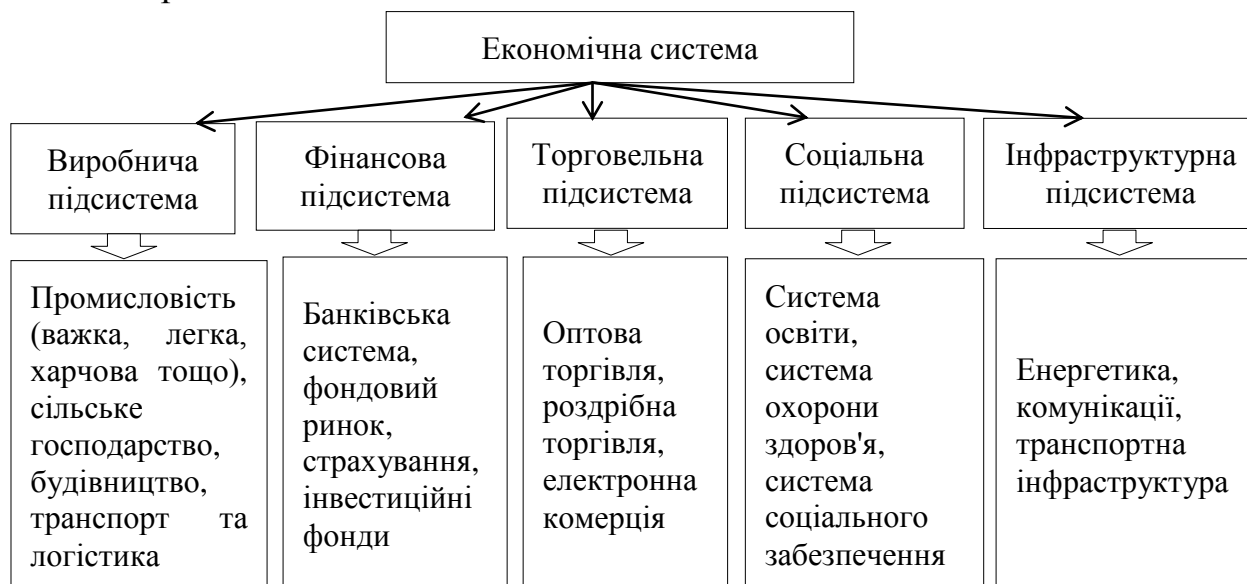 Економічна система
Виробнича
підсистема
Фінансова
підсистема
Торговельна
підсистема
Соціальна
підсистема
Інфраструктурна
підсистема
Промисловість
(важка, легка,
харчова тощо),
сільське
господарство,
будівництво,
транспорт та
логістика
Банківська
система,
фондовий
ринок,
страхування,
інвестиційні
фонди
Оптова
торгівля,
роздрібна
торгівля,
електронна
комерція
Система
освіти,
система
охорони
здоров'я,
система
соціального
забезпечення
Енергетика,
комунікації,
транспортна
інфраструктура